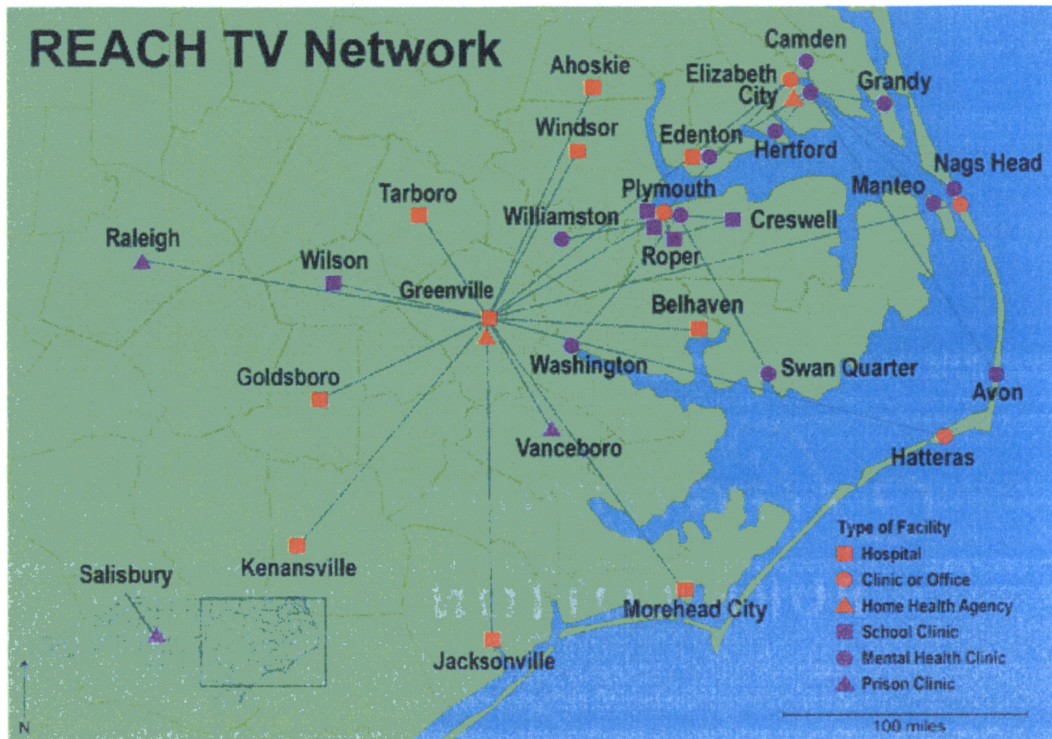 REACH TV Network
Camden
Ahoskie
Elizabeth
City
Grandy
Windsor
Edenton
Hertford
Nags Head
Tarboro
Plymouth
Manteo
Williamston
Creswell
Raleigh
Wilson
Roper
Greenville
Belhaven
Washington
Swan Quarter
Goldsboro
Avon
Vanceboro
Hatteras
Type of Facility
Hospital
Kenansville
Clinic or Office
Salisbury
Morehead City
Home Health Agency
School Clinic
Jacksonville
Mental Health Clinic
Prison Clinic
N
100 miles